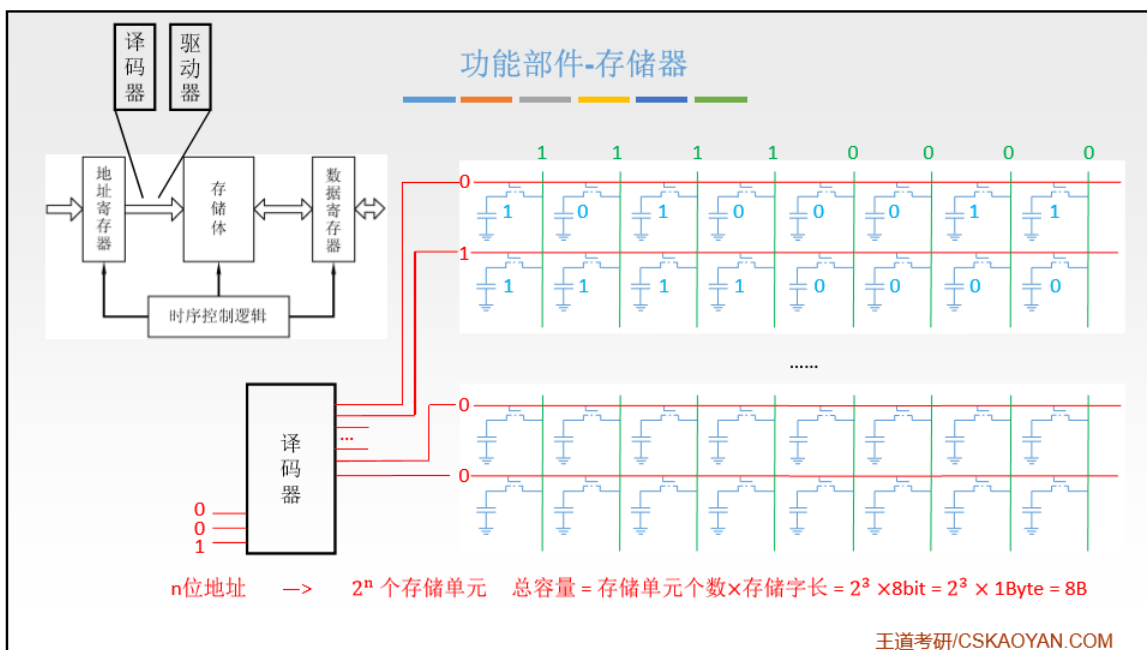 功能部件-存储器
译码器
驱动器
地址寄存器
存储体
数据寄存器
时序控制逻辑
1 1 1 1 0 0 0 0
0
1 0 1 0 0 0 1 1
1
1 1 1 1 0 0 0 0
......
0
0
译码器
...
0
0
1
n位地址 —> 2ⁿ 个存储单元 总容量 = 存储单元个数×存储字长 = 2³ ×8bit = 2³ × 1Byte = 8B
王道考研/CSKAOYAN.COM